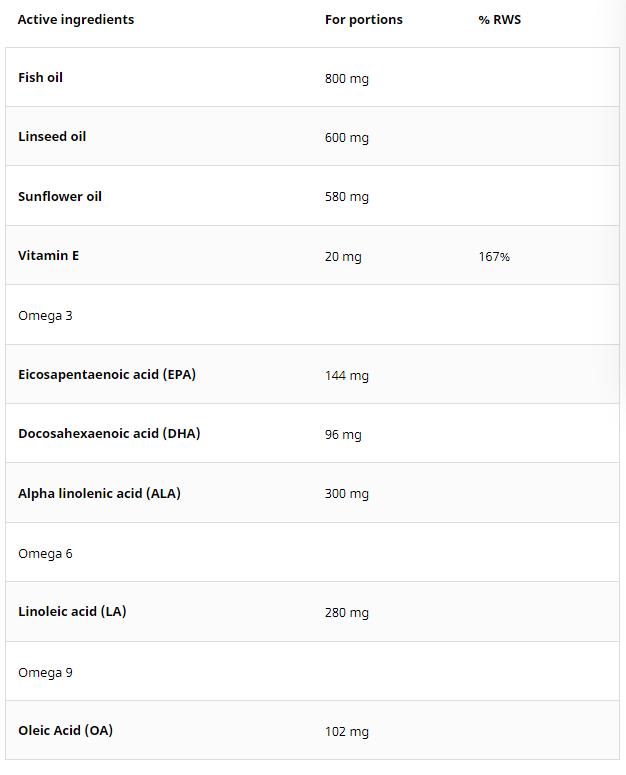 Active ingredients For portions % RWS
Fish oil 800 mg
Linseed oil 600 mg
Sunflower oil 580 mg
Vitamin E 20 mg 167%
Omega 3
Eicosapentaenoic acid (EPA) 144 mg
Docosahexaenoic acid (DHA) 96 mg
Alpha linolenic acid (ALA) 300 mg
Omega 6
Linoleic acid (LA) 280 mg
Omega 9
Oleic Acid (OA) 102 mg